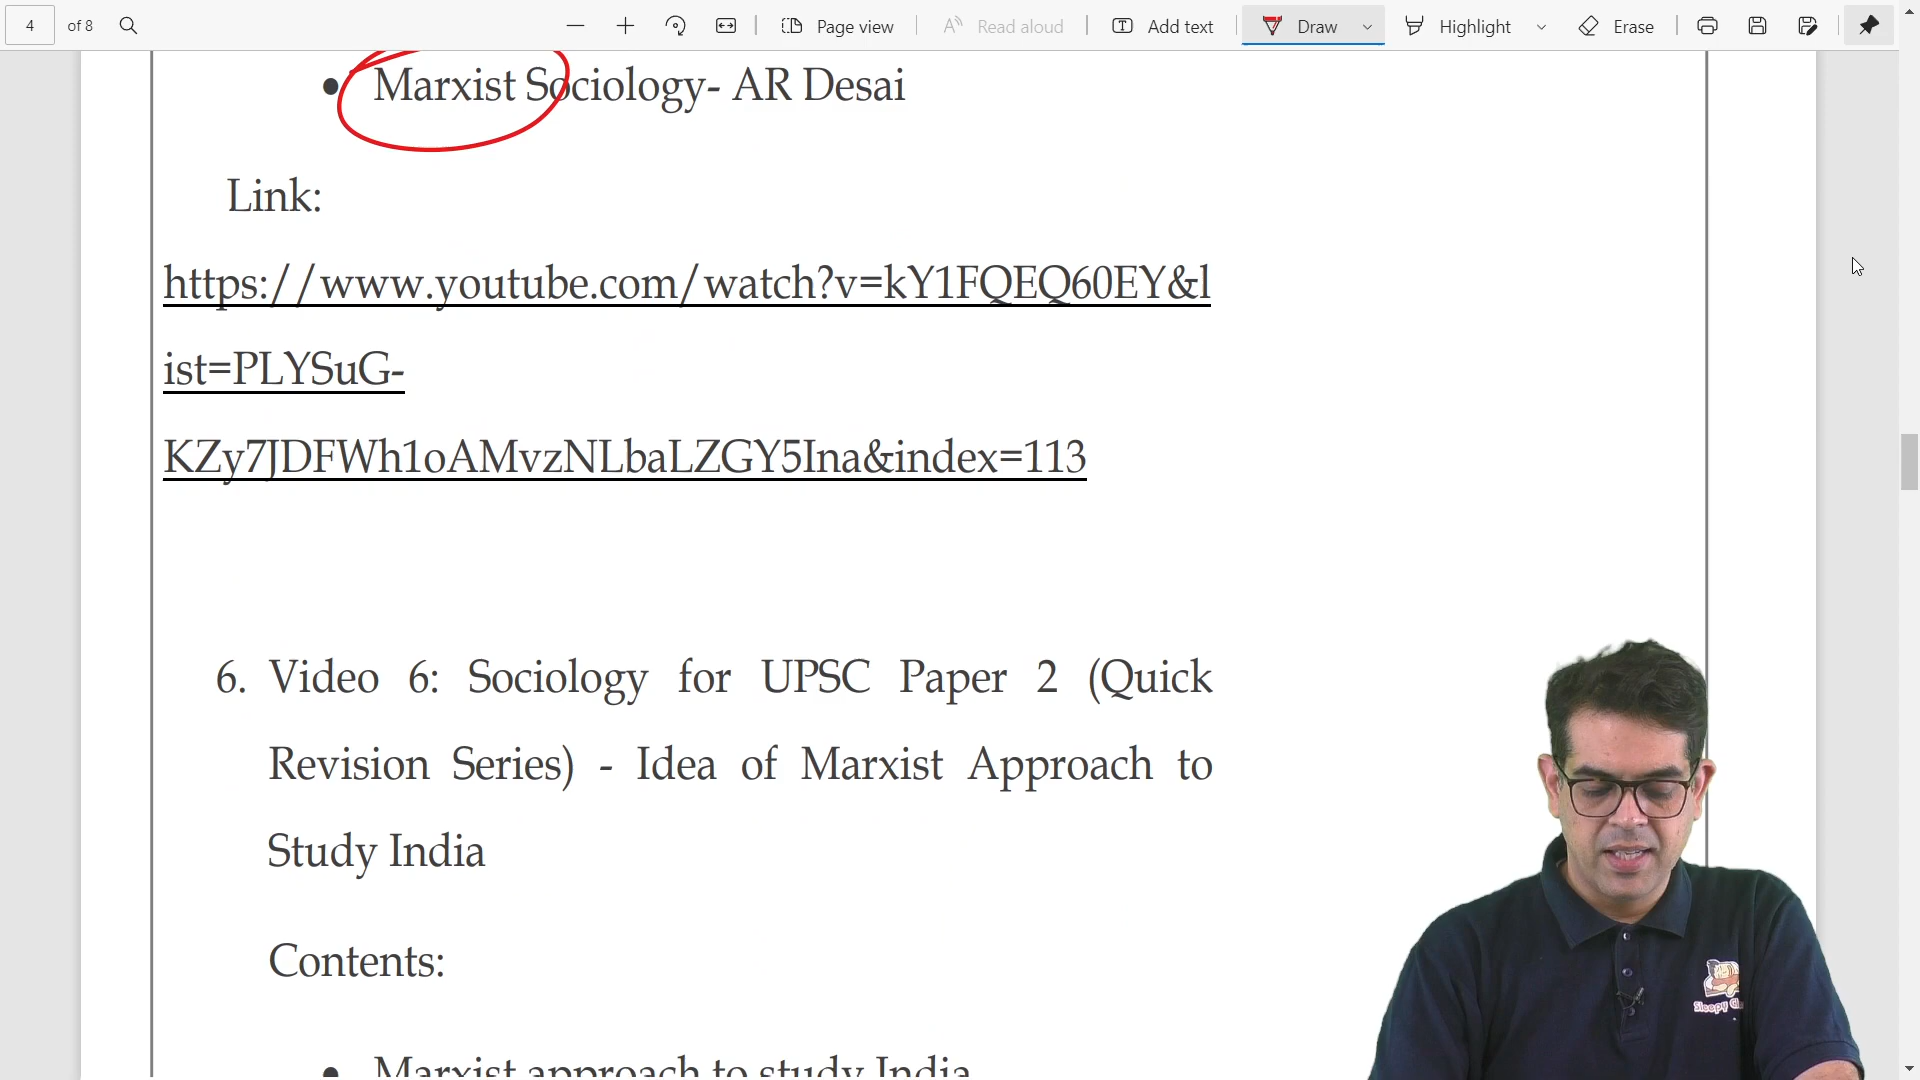 4 of 8 Page view Read aloud Add text Draw Highlight Erase
• Marxist Sociology- AR Desai
Link:
https://www.youtube.com/watch?v=kY1FQEQ60EY&l
ist=PLYSuG-
KZy7JDFWh1oAMvzNLbaLZGY5Ina&index=113
6. Video 6: Sociology for UPSC Paper 2 (Quick
Revision Series) - Idea of Marxist Approach to
Study India
Contents:
• Marxist approach to study India
Sleepy